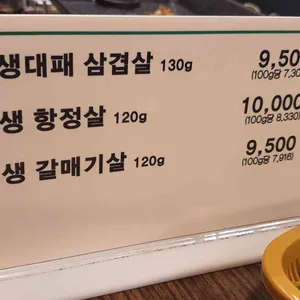 생대패 삼겹살 130g 9,50
(100g당 7,30
생 항정살 120g 10,000
(100g당 8,330)
생 갈매기살 120g 9,500
(100g당 7,916)